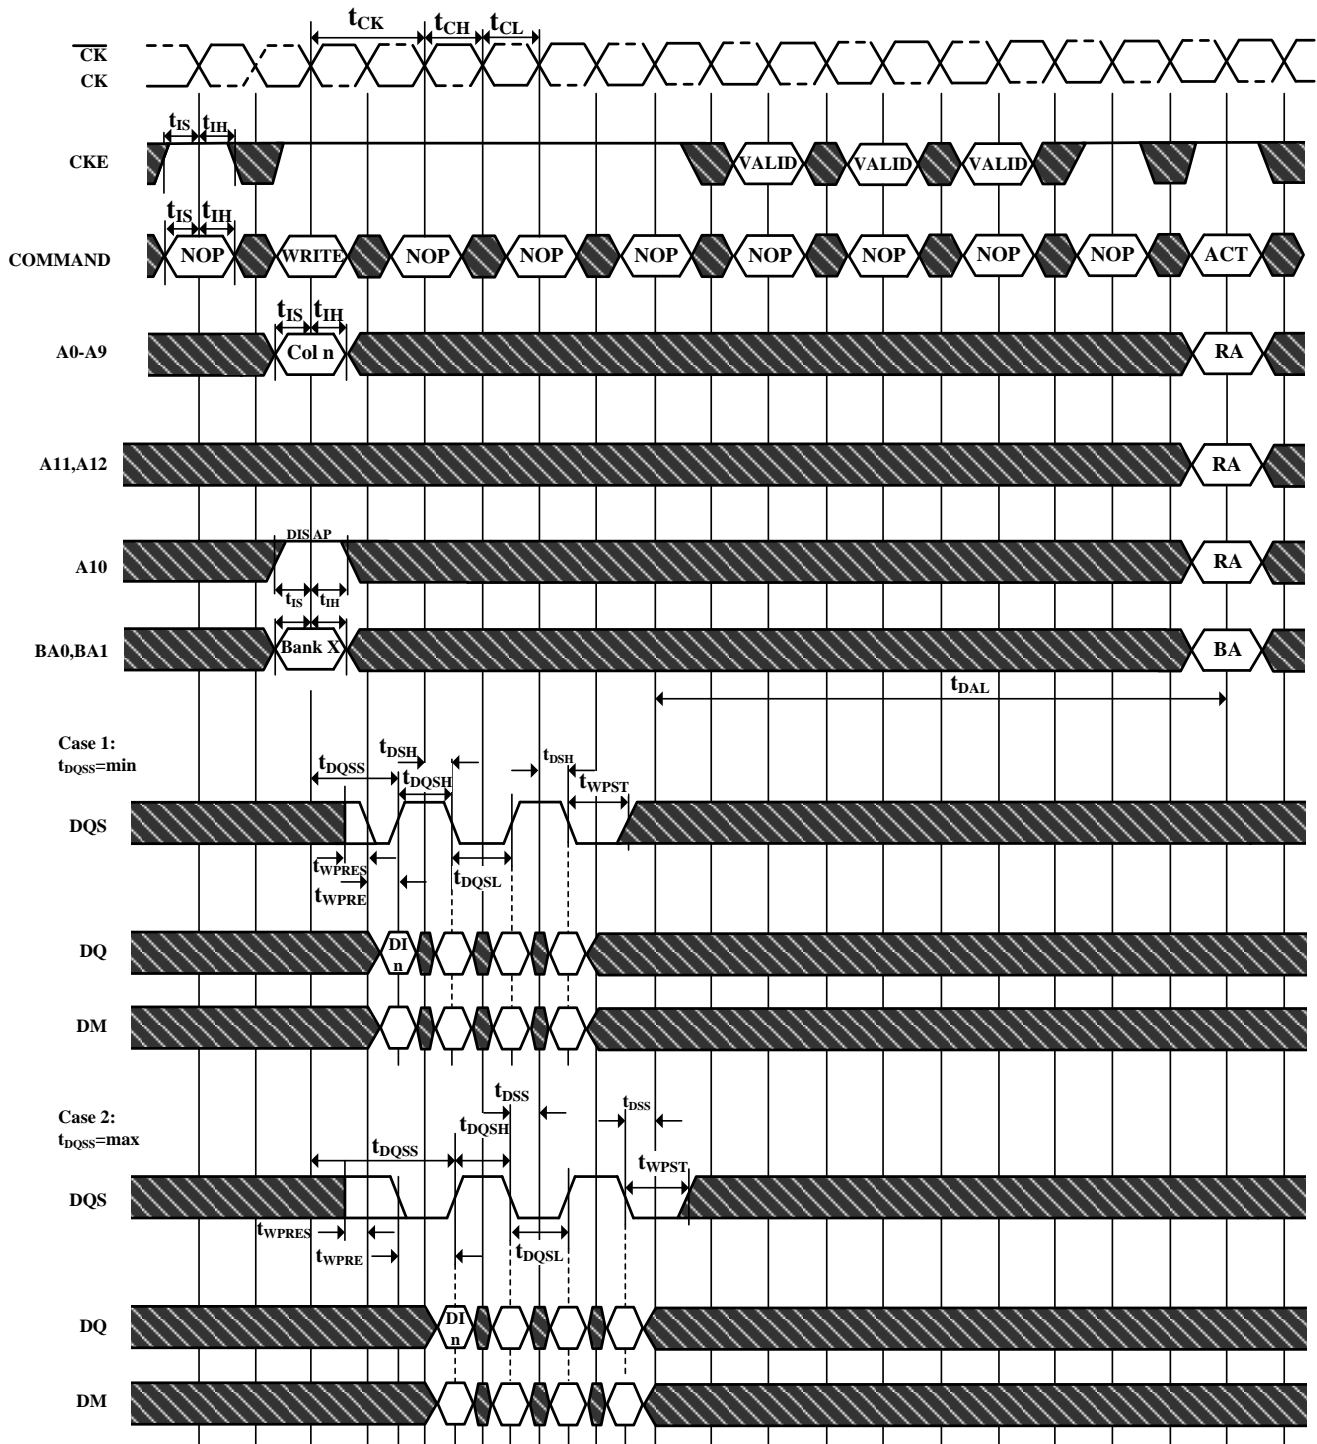 tCK tCH tCL
CK
CK
tIS tIH
CKE VALID VALID VALID
tIS tIH
COMMAND NOP WRITE NOP NOP NOP NOP NOP NOP NOP ACT
tIS tIH
A0-A9 Col n RA
A11,A12 RA
DIS AP
A10 RA
tIS tIH
BA0,BA1 Bank X BA
tDAL
Case 1:
tDQSS=min
tDSH tDSH
tDQSS tDQSH tWPST
DQS
tWPRES tDQSL
tWPRE
DQ DI
n
DM
Case 2:
tDQSS=max
tDSS tDSS
tDQSH
tDQSS tWPST
DQS
tWPRES tDQSL
tWPRE
DQ DI
n
DM